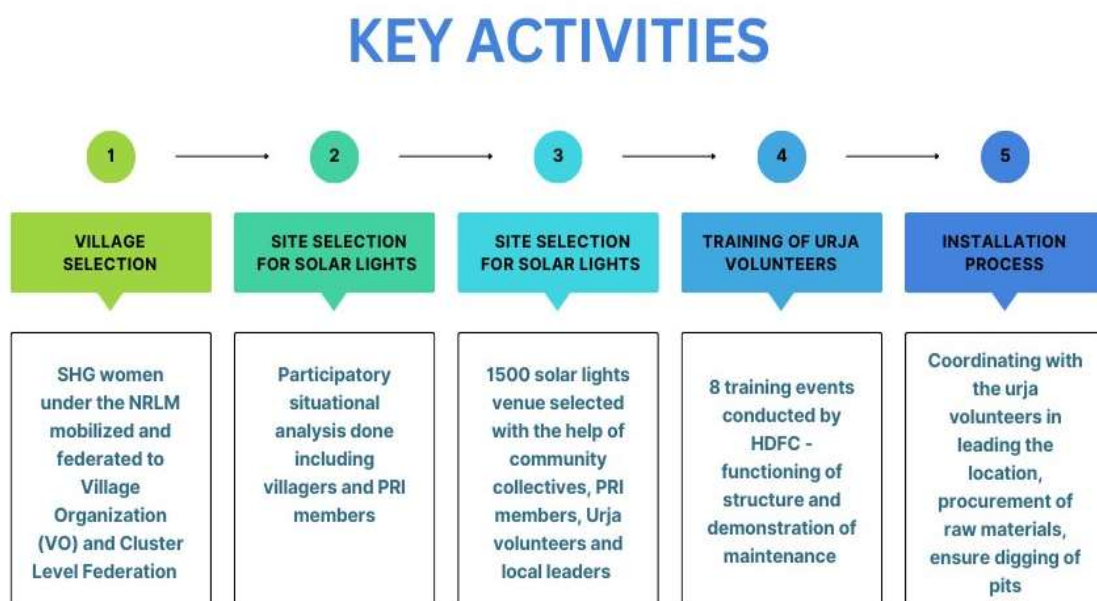 KEY ACTIVITIES
1
2
3
4
5
VILLAGE
SELECTION
SITE SELECTION
FOR SOLAR LIGHTS
SITE SELECTION
FOR SOLAR LIGHTS
TRAINING OF URJA
VOLUNTEERS
INSTALLATION
PROCESS
SHG women
under the NRLM
mobilized and
federated to
Village
Organization
(VO) and Cluster
Level Federation
Participatory
situational
analysis done
including
villagers and PRI
members
1500 solar lights
venue selected
with the help of
community
collectives, PRI
members, Urja
volunteers and
local leaders
8 training events
conducted by
HDFC -
functioning of
structure and
demonstration of
maintenance
Coordinating with
the urja
volunteers in
leading the
location,
procurement of
raw materials,
ensure digging of
pits